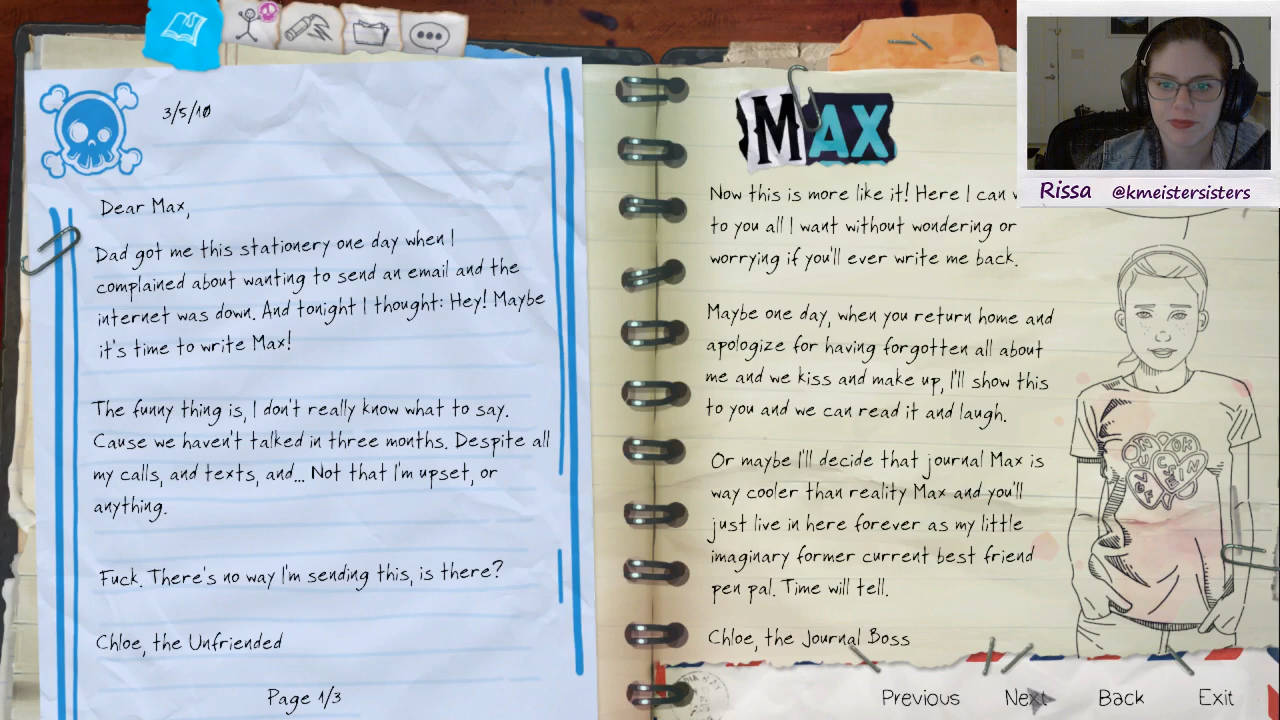 3/5/10
Dear Max,
Dad got me this stationery one day when I
complained about wanting to send an email and the
internet was down. And tonight I thought: Hey! Maybe
it's time to write Max!
The funny thing is, I don't really know what to say.
Cause we haven't talked in three months. Despite all
my calls, and texts, and... Not that I'm upset, or
anything.
Fuck. There's no way I'm sending this, is there?
Chloe, the Unfriended
Page 1/3
MAX
Now this is more like it! Here I can
to you all I want without wondering or
worrying if you'll ever write me back.
Maybe one day, when you return home and
apologize for having forgotten all about
me and we kiss and make up, I'll show this
to you and we can read it and laugh.
Or maybe I'll decide that journal Max is
way cooler than reality Max and you'll
just live in here forever as my little
imaginary former current best friend
pen pal. Time will tell.
Chloe, the Journal Boss
Previous Next Back Exit
Rissa @kmeistersisters